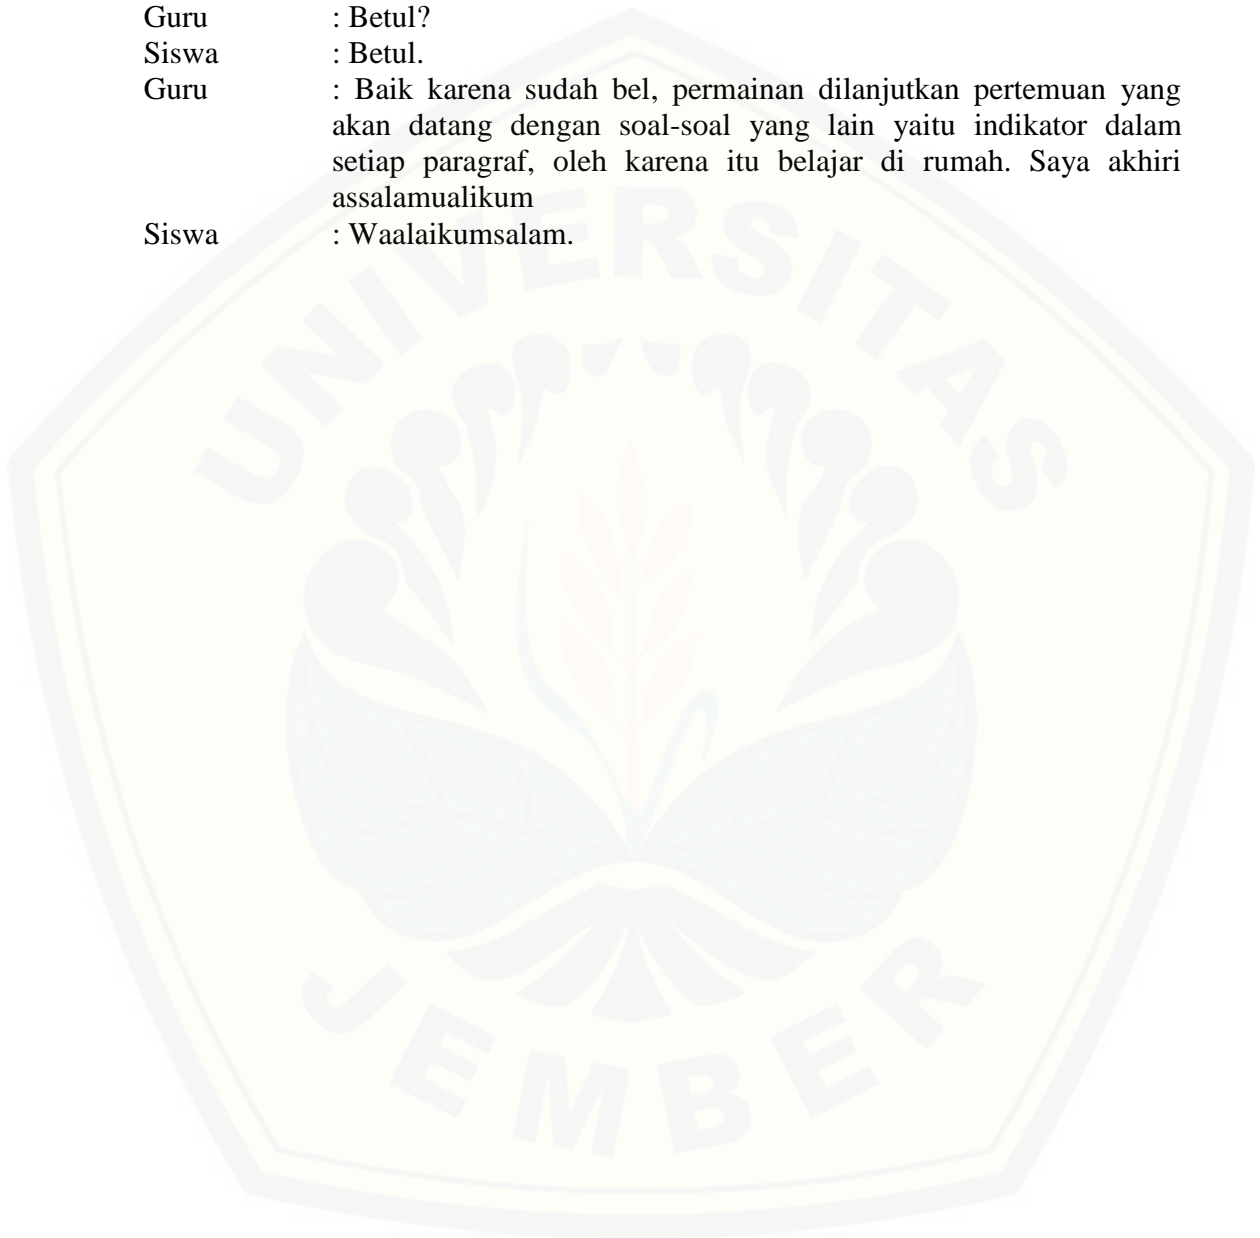 Guru : Betul?
Siswa : Betul.
Guru : Baik karena sudah bel, permainan dilanjutkan pertemuan yang
akan datang dengan soal-soal yang lain yaitu indikator dalam
setiap paragraf, oleh karena itu belajar di rumah. Saya akhiri
assalamualikum
Siswa : Waalaikumsalam.
UNIVERSITAS
JEMBER